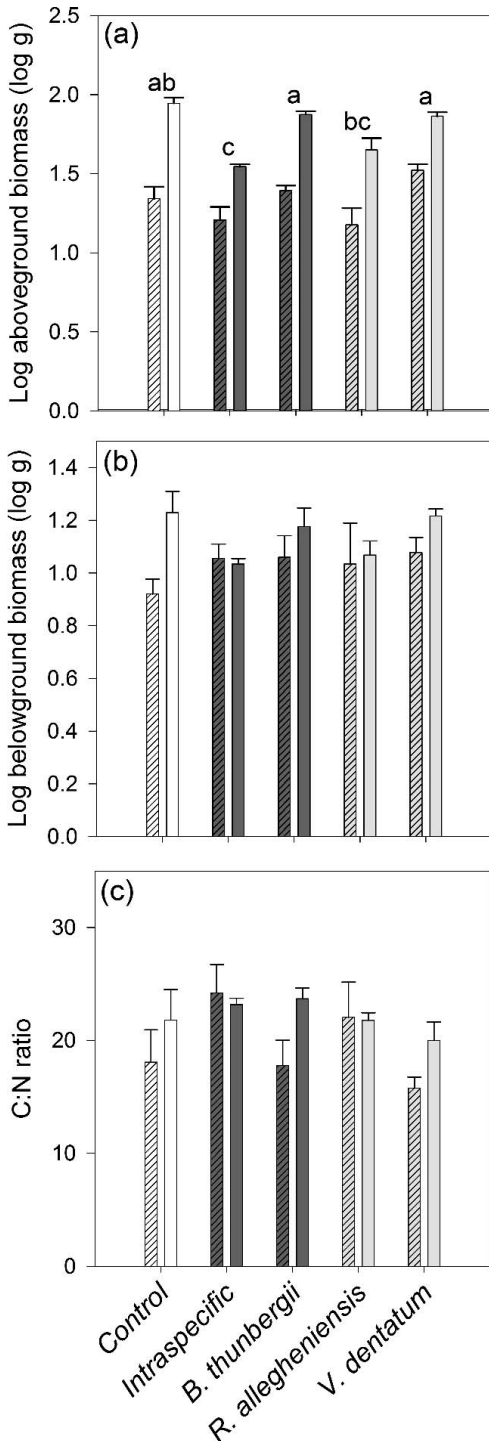 (a)
Log aboveground biomass (log g)
2.5
2.0
1.5
1.0
0.5
0.0
ab
c
a
bc
a
(b)
Log belowground biomass (log g)
1.4
1.2
1.0
0.8
0.6
0.4
0.2
0.0
(c)
C:N ratio
30
20
10
0
Control
Intraspecific
B. thunbergii
R. allegheniensis
V. dentatum